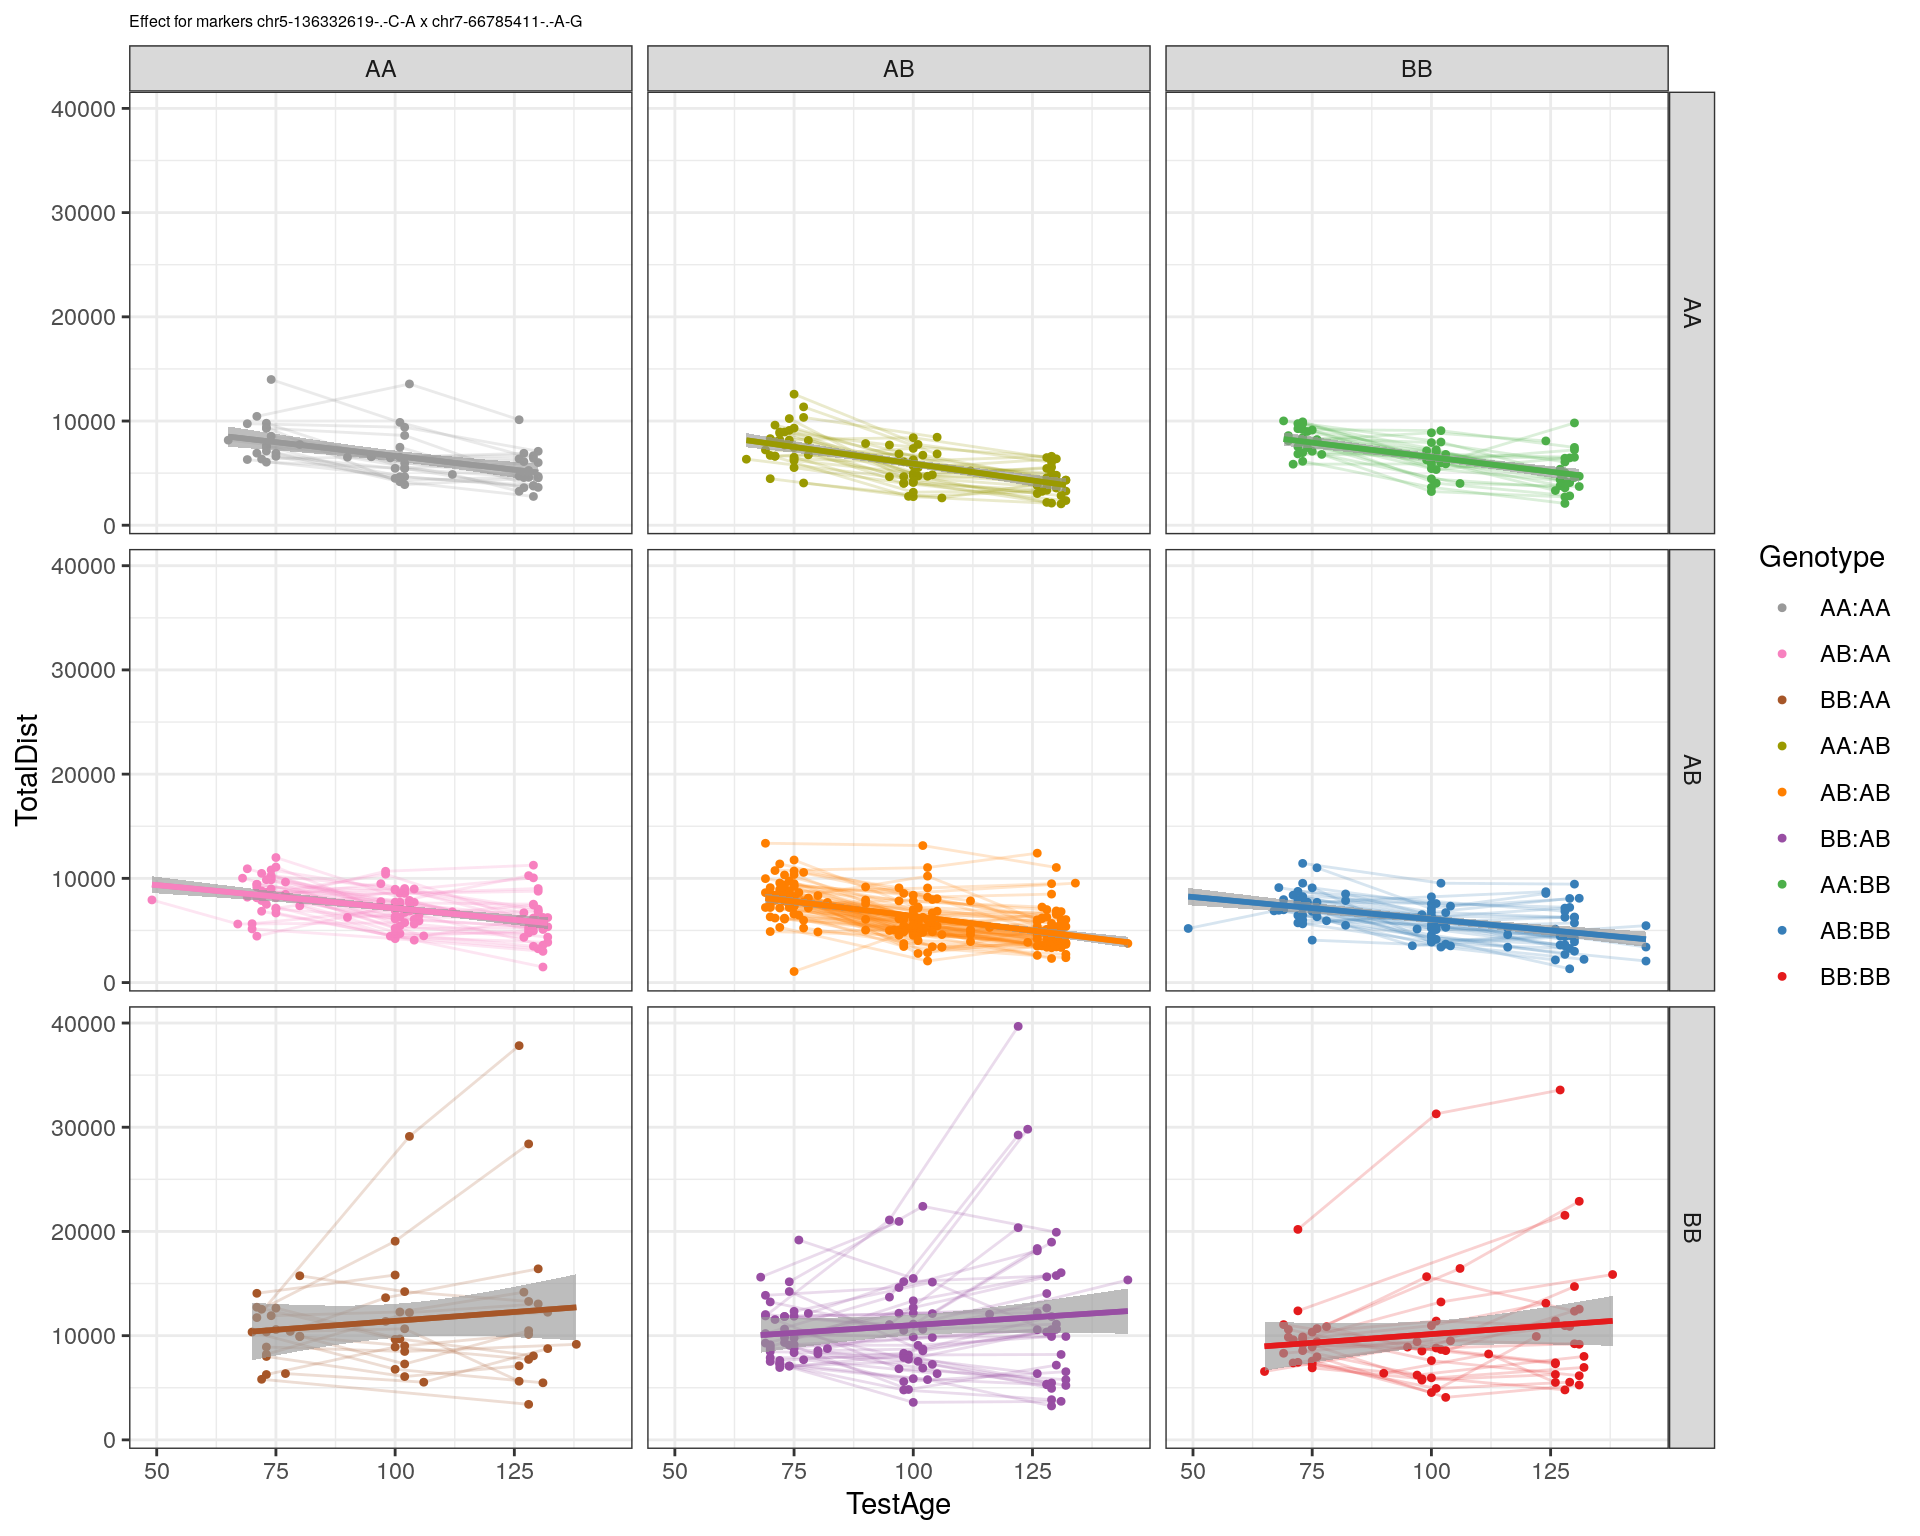 Effect for markers chr5-136332619-.-C-A x chr7-66785411-.-A-G
AA
AB
BB
40000
30000
20000
10000
0
AA
40000
30000
20000
10000
0
AB
40000
30000
20000
10000
0
BB
50
75
100
125
50
75
100
125
50
75
100
125
TestAge
TotalDist
Genotype
AA:AA
AB:AA
BB:AA
AA:AB
AB:AB
BB:AB
AA:BB
AB:BB
BB:BB